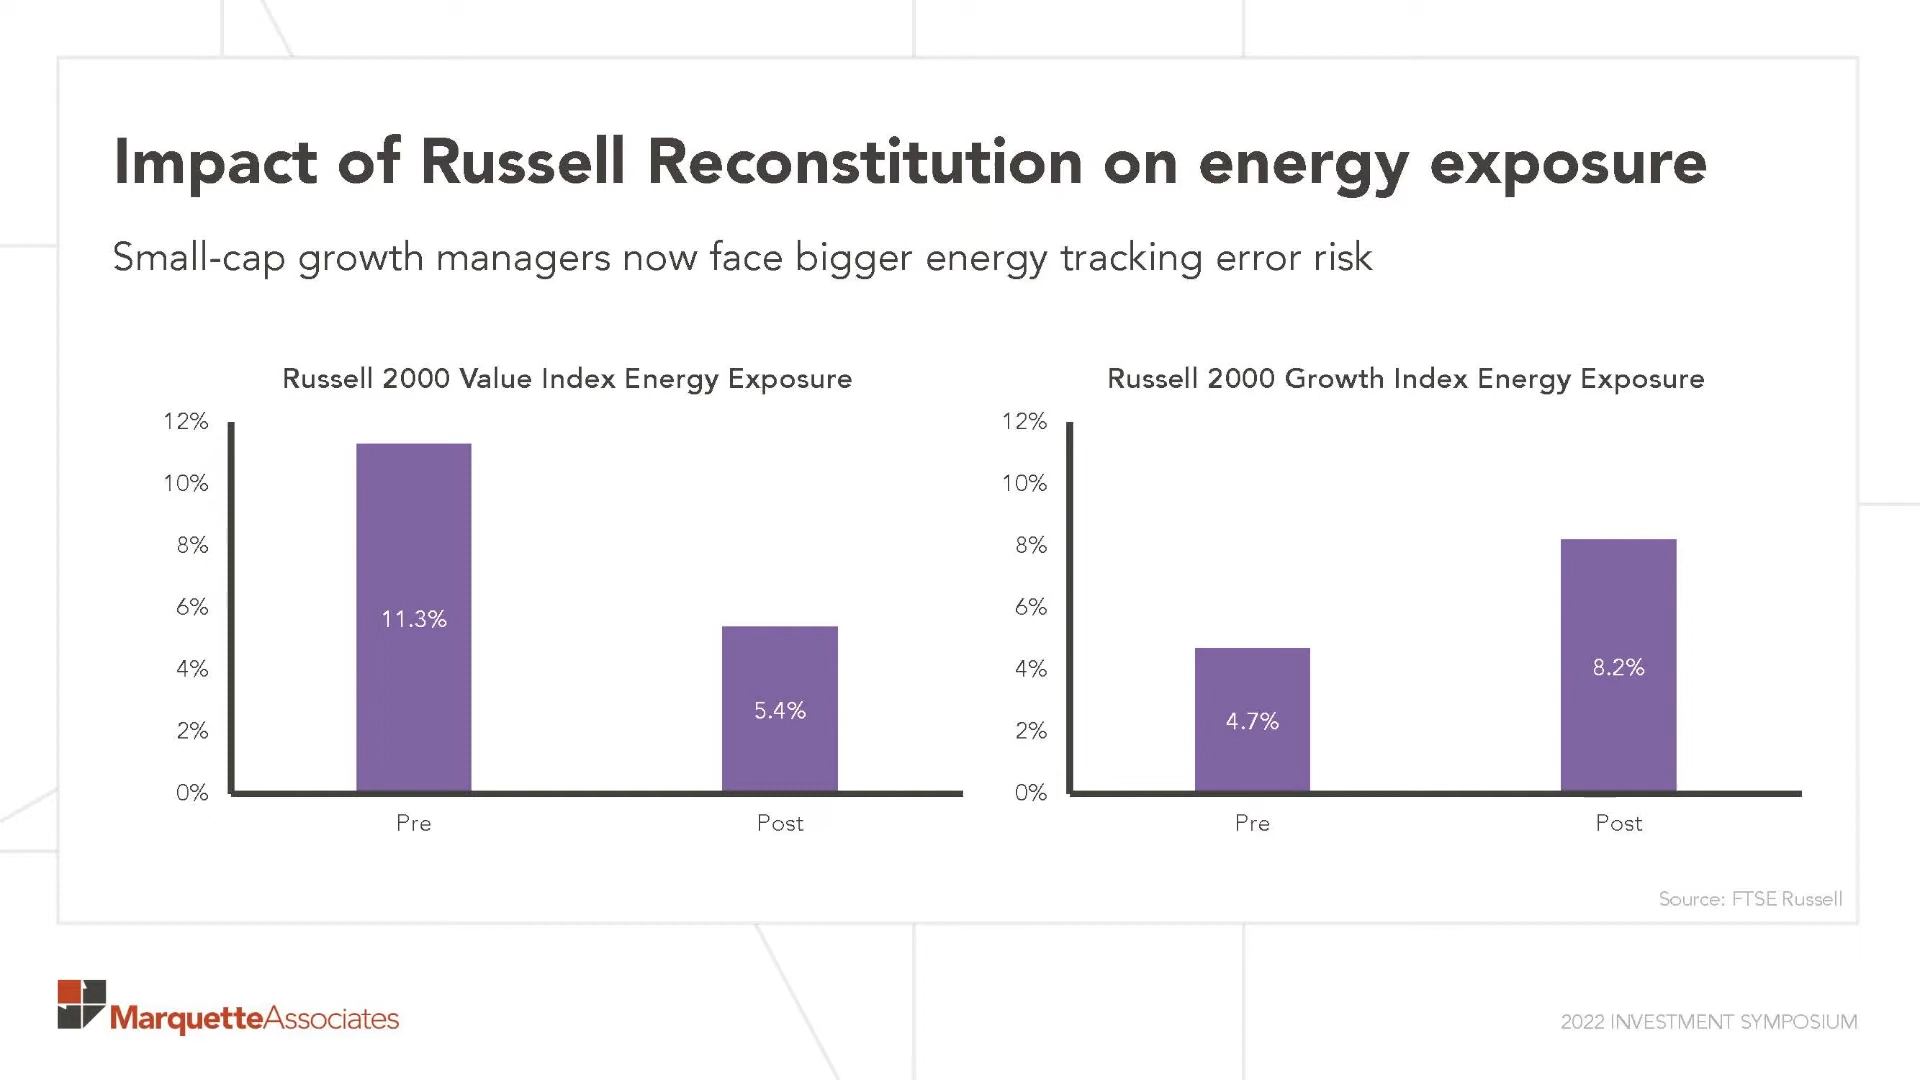 Impact of Russell Reconstitution on energy exposure
Small-cap growth managers now face bigger energy tracking error risk
Russell 2000 Value Index Energy Exposure
12%
10%
8%
6%
4%
2%
0%
11.3%
5.4%
Pre
Post
Russell 2000 Growth Index Energy Exposure
12%
10%
8%
6%
4%
2%
0%
4.7%
8.2%
Pre
Post
Source: FTSE Russell
MarquetteAssociates
2022 INVESTMENT SYMPOSIUM